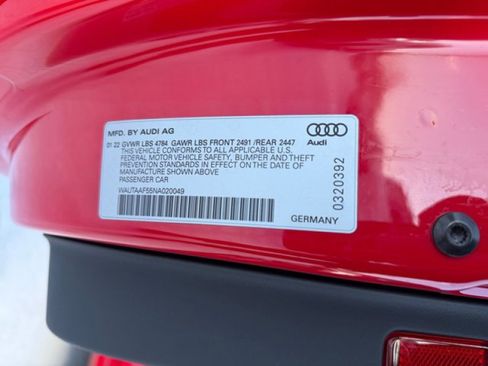 MFD. BY AUDI AG
01 22 GVWR LBS 4784 GAWR LBS FRONT 2491 /REAR 2447
THIS VEHICLE CONFORMS TO ALL APPLICABLE U.S.
FEDERAL MOTOR VEHICLE SAFETY, BUMPER AND THEFT
PREVENTION STANDARDS IN EFFECT ON THE DATE OF
MANUFACTURE SHOWN ABOVE
PASSENGER CAR
WAUTAAF55NA020049
Audi
0320392
GERMANY